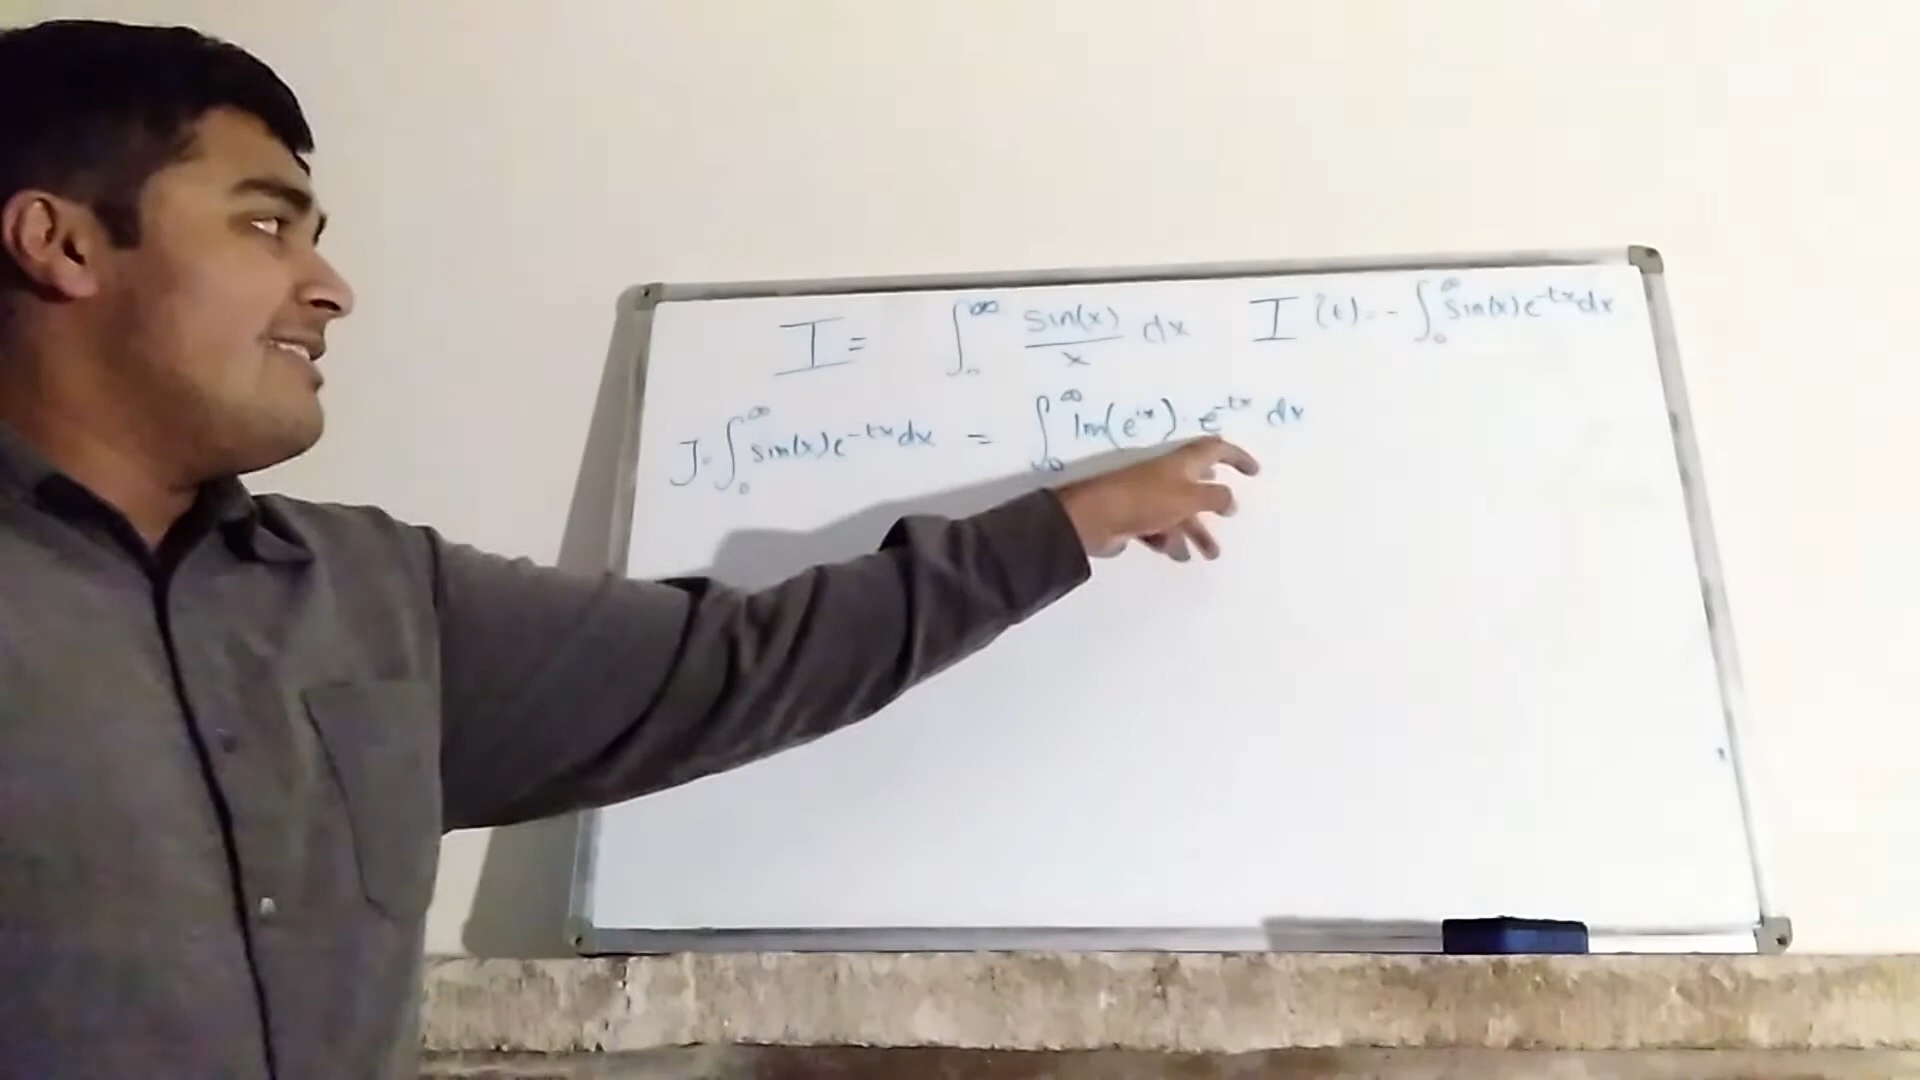 I = ∫₀^∞ sin(x)/x dx I'(t) = - ∫₀^∞ sin(x) e^-tx dx
J = ∫₀^∞ sin(x) e^-tx dx = ∫₀^∞ Im(e^ix) · e^-tx dx